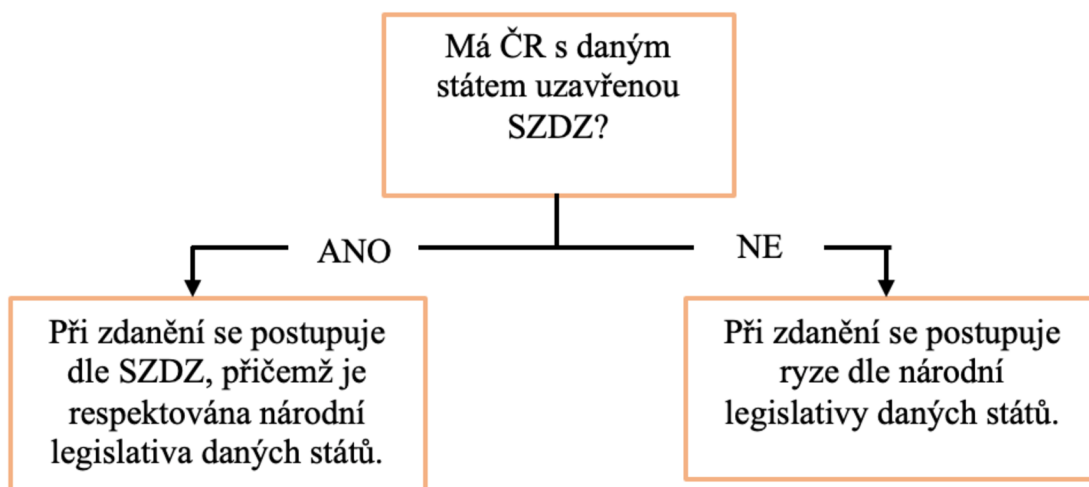 Má ČR s daným
státem uzavřenou
SZDZ?
ANO
NE
Při zdanění se postupuje
dle SZDZ, přičemž je
respektována národní
legislativa daných států.
Při zdanění se postupuje
ryze dle národní
legislativy daných států.